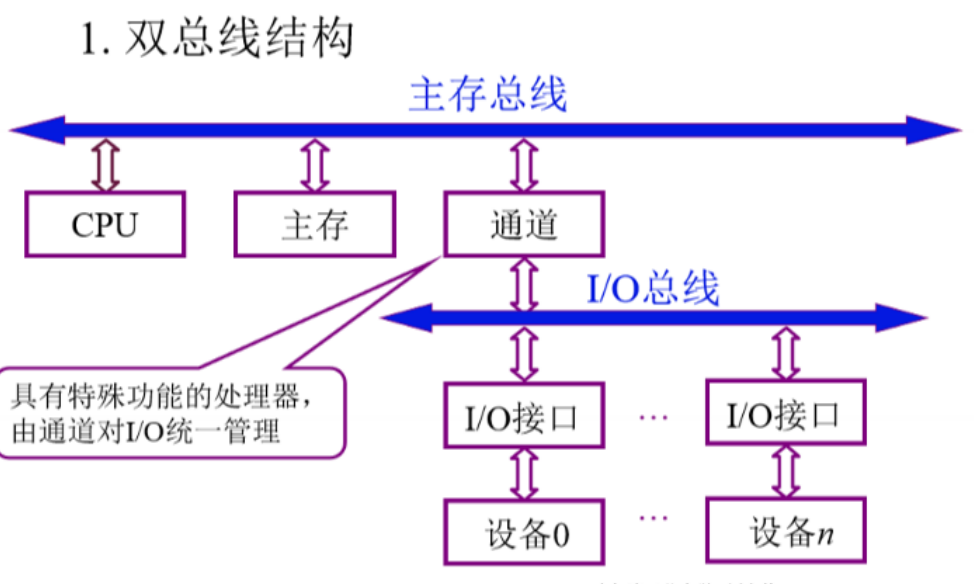 1. 双总线结构
主存总线
CPU
主存
通道
I/O总线
具有特殊功能的处理器，
由通道对I/O统一管理
I/O接口
…
I/O接口
设备0
…
设备n